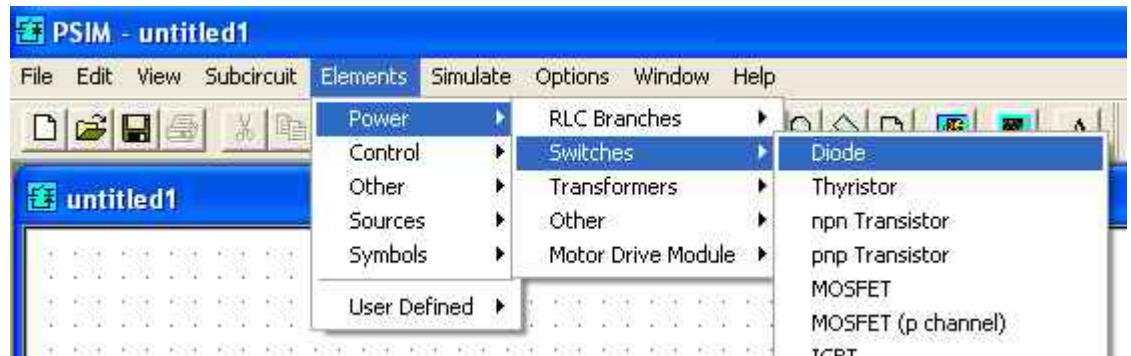 PSIM - untitled1
File Edit View Subcircuit Elements Simulate Options Window Help
Power
Control
Other
Sources
Symbols
User Defined
RLC Branches
Switches
Transformers
Other
Motor Drive Module
Diode
Thyristor
npn Transistor
pnp Transistor
MOSFET
MOSFET (p channel)
untitled1